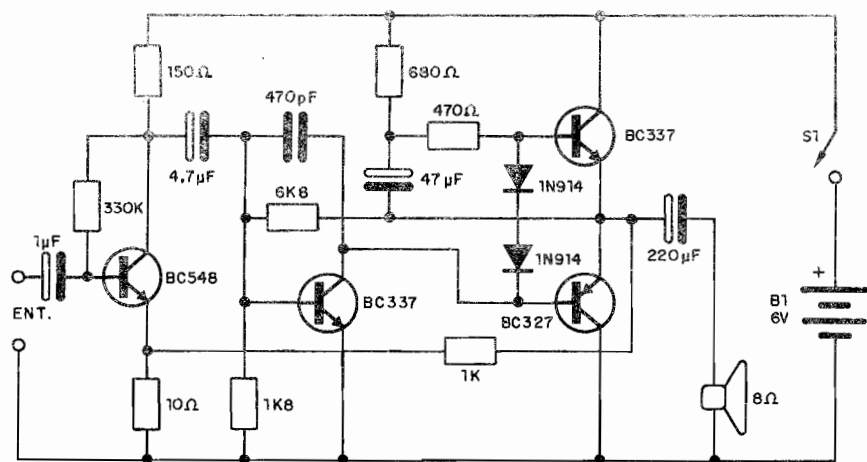 150Ω
470pF
680Ω
470Ω
BC337
S1
4,7µF
47µF
1N914
330K
6K8
1µF
BC548
1N914
220µF
BC337
BC327
ENT.
+
B1
6V
1K
10Ω
1K8
8Ω